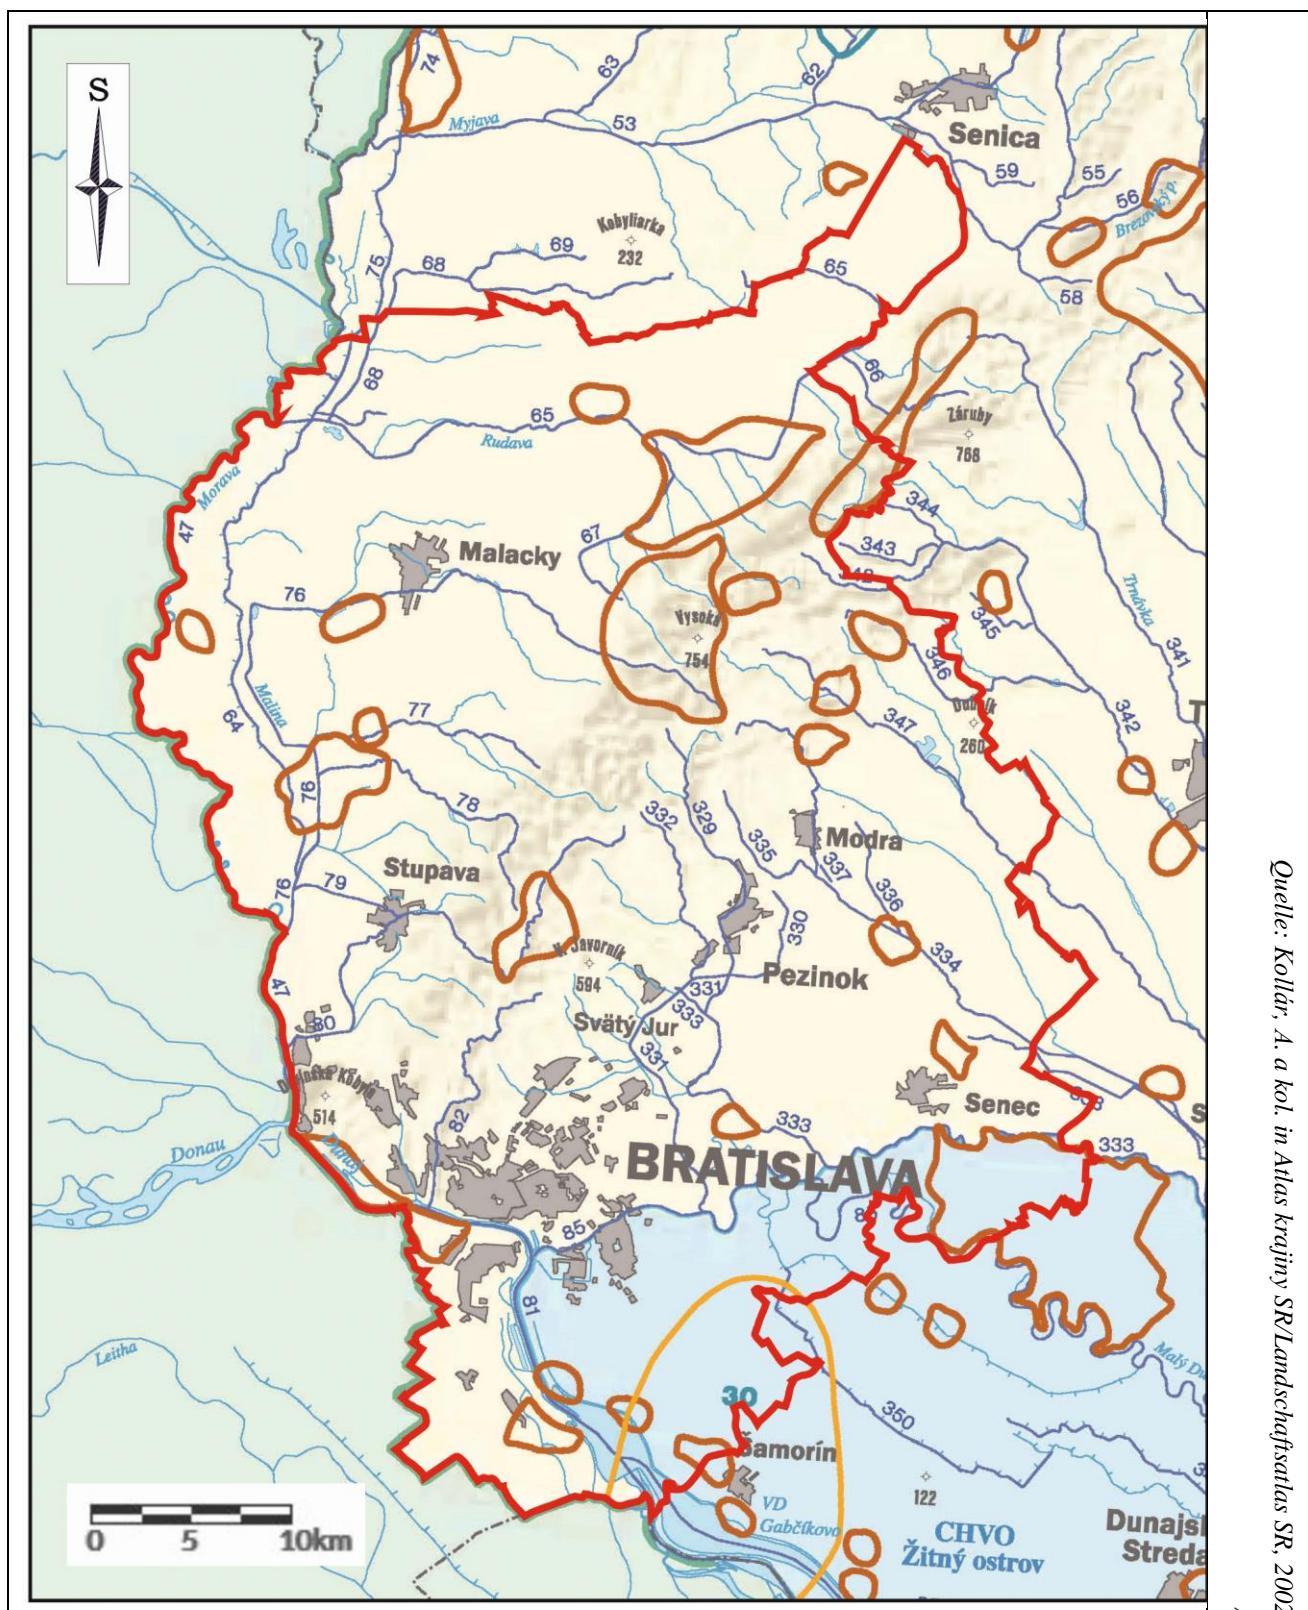 S
74
63
62
Myjava
53
Senica
59
55
56
Brezovský p.
Kobyliarka
232
69
68
75
65
58
68
66
65
Rudava
Záruby
768
Morava
47
344
67
343
Malacky
76
Vysoká
754
345
Trnávka
341
346
Malina
64
77
342
347
260
76
78
332
329
335
Modra
337
336
Stupava
79
76
330
334
V. Javorník
594
Pezinok
47
331
333
Svätý Jur
80
331
514
Senec
82
333
333
Donau
Dunaj
BRATISLAVA
85
81
Leitha
30
350
Šamorín
122
VD
Gabčíkovo
CHVO
Žitný ostrov
0 5 10km
Quelle: Kollár, A. a kol. in Atlas krajiny SR/Landschaftsatlas SR, 2002